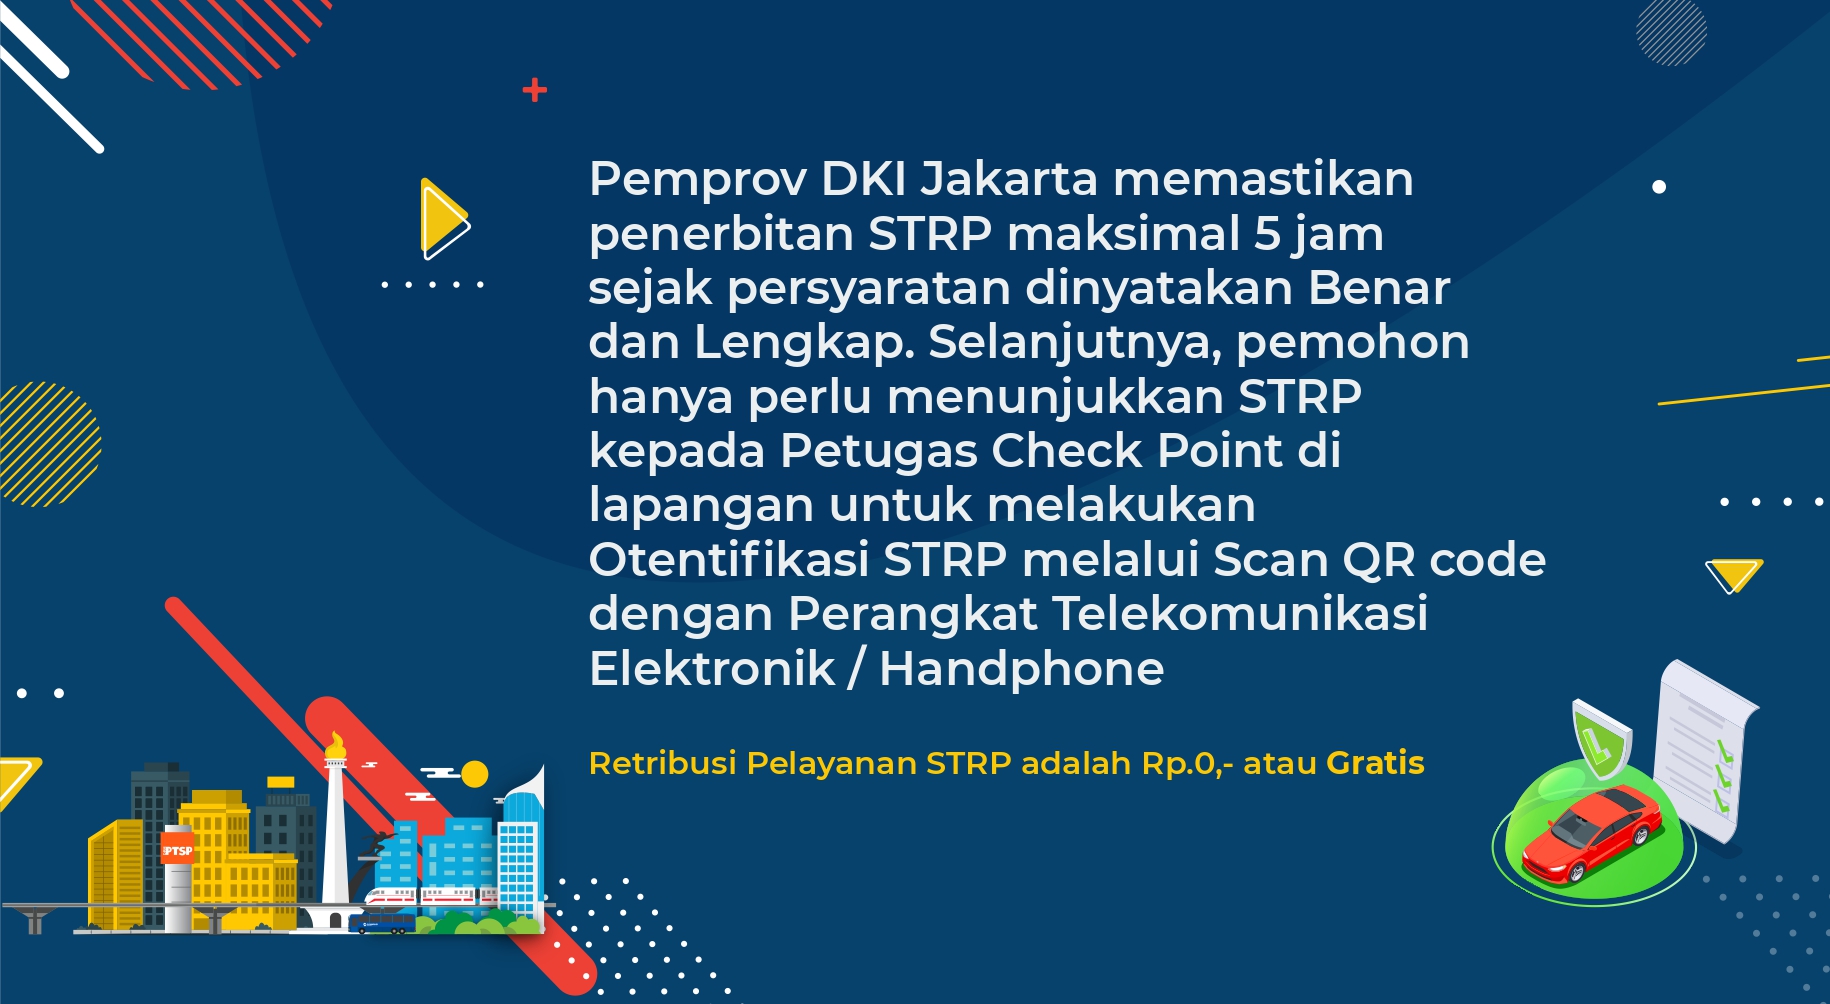 Pemprov DKI Jakarta memastikan
penerbitan STRP maksimal 5 jam
sejak persyaratan dinyatakan Benar
dan Lengkap. Selanjutnya, pemohon
hanya perlu menunjukkan STRP
kepada Petugas Check Point di
lapangan untuk melakukan
Otentifikasi STRP melalui Scan QR code
dengan Perangkat Telekomunikasi
Elektronik / Handphone
Retribusi Pelayanan STRP adalah Rp.0,- atau Gratis
PTSP